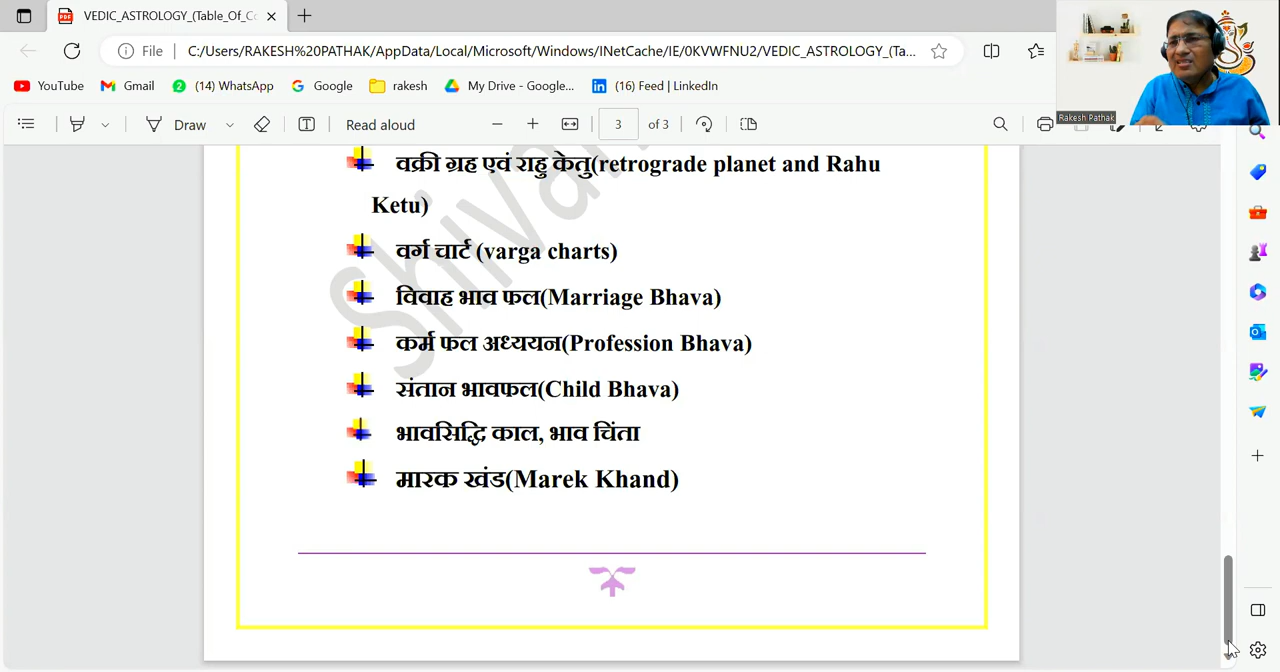 VEDIC_ASTROLOGY_(Table_Of_Co
File C:/Users/RAKESH%20PATHAK/AppData/Local/Microsoft/Windows/INetCache/IE/0KVWFNU2/VEDIC_ASTROLOGY_(Ta...
YouTube Gmail (14) WhatsApp Google rakesh My Drive - Google... (16) Feed | LinkedIn
Rakesh Pathak
Draw Read aloud 3 of 3
वक्री ग्रह एवं राहु केतु(retrograde planet and Rahu
Ketu)
वर्ग चार्ट (varga charts)
विवाह भाव फल(Marriage Bhava)
कर्म फल अध्ययन(Profession Bhava)
संतान भावफल(Child Bhava)
भावसिद्धि काल, भाव चिंता
मारक खंड(Marek Khand)